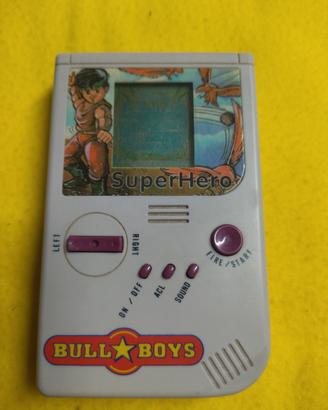 SuperHero
LEFT
RIGHT
FIRE/START
ON/OFF
ACL
SOUND
BULL★BOYS